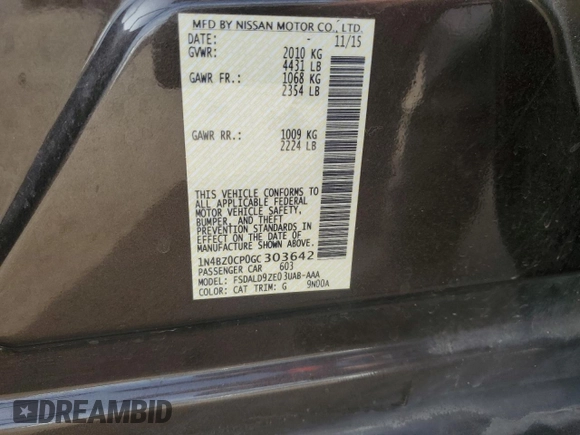 MFD BY NISSAN MOTOR CO., LTD.
DATE: - 11/15
GVWR: 2010 KG
4431 LB
GAWR FR.: 1068 KG
2354 LB
GAWR RR.: 1009 KG
2224 LB
THIS VEHICLE CONFORMS TO
ALL APPLICABLE FEDERAL
MOTOR VEHICLE SAFETY,
BUMPER, AND THEFT
PREVENTION STANDARDS IN
EFFECT ON THE DATE OF
MANUFACTURE SHOWN ABOVE.
1N4BZ0CP0GC303642
PASSENGER CAR 603
MODEL: FSDALD9ZE03UAB-AAA
COLOR: CAT TRIM: G 9N00A
DREAMBID